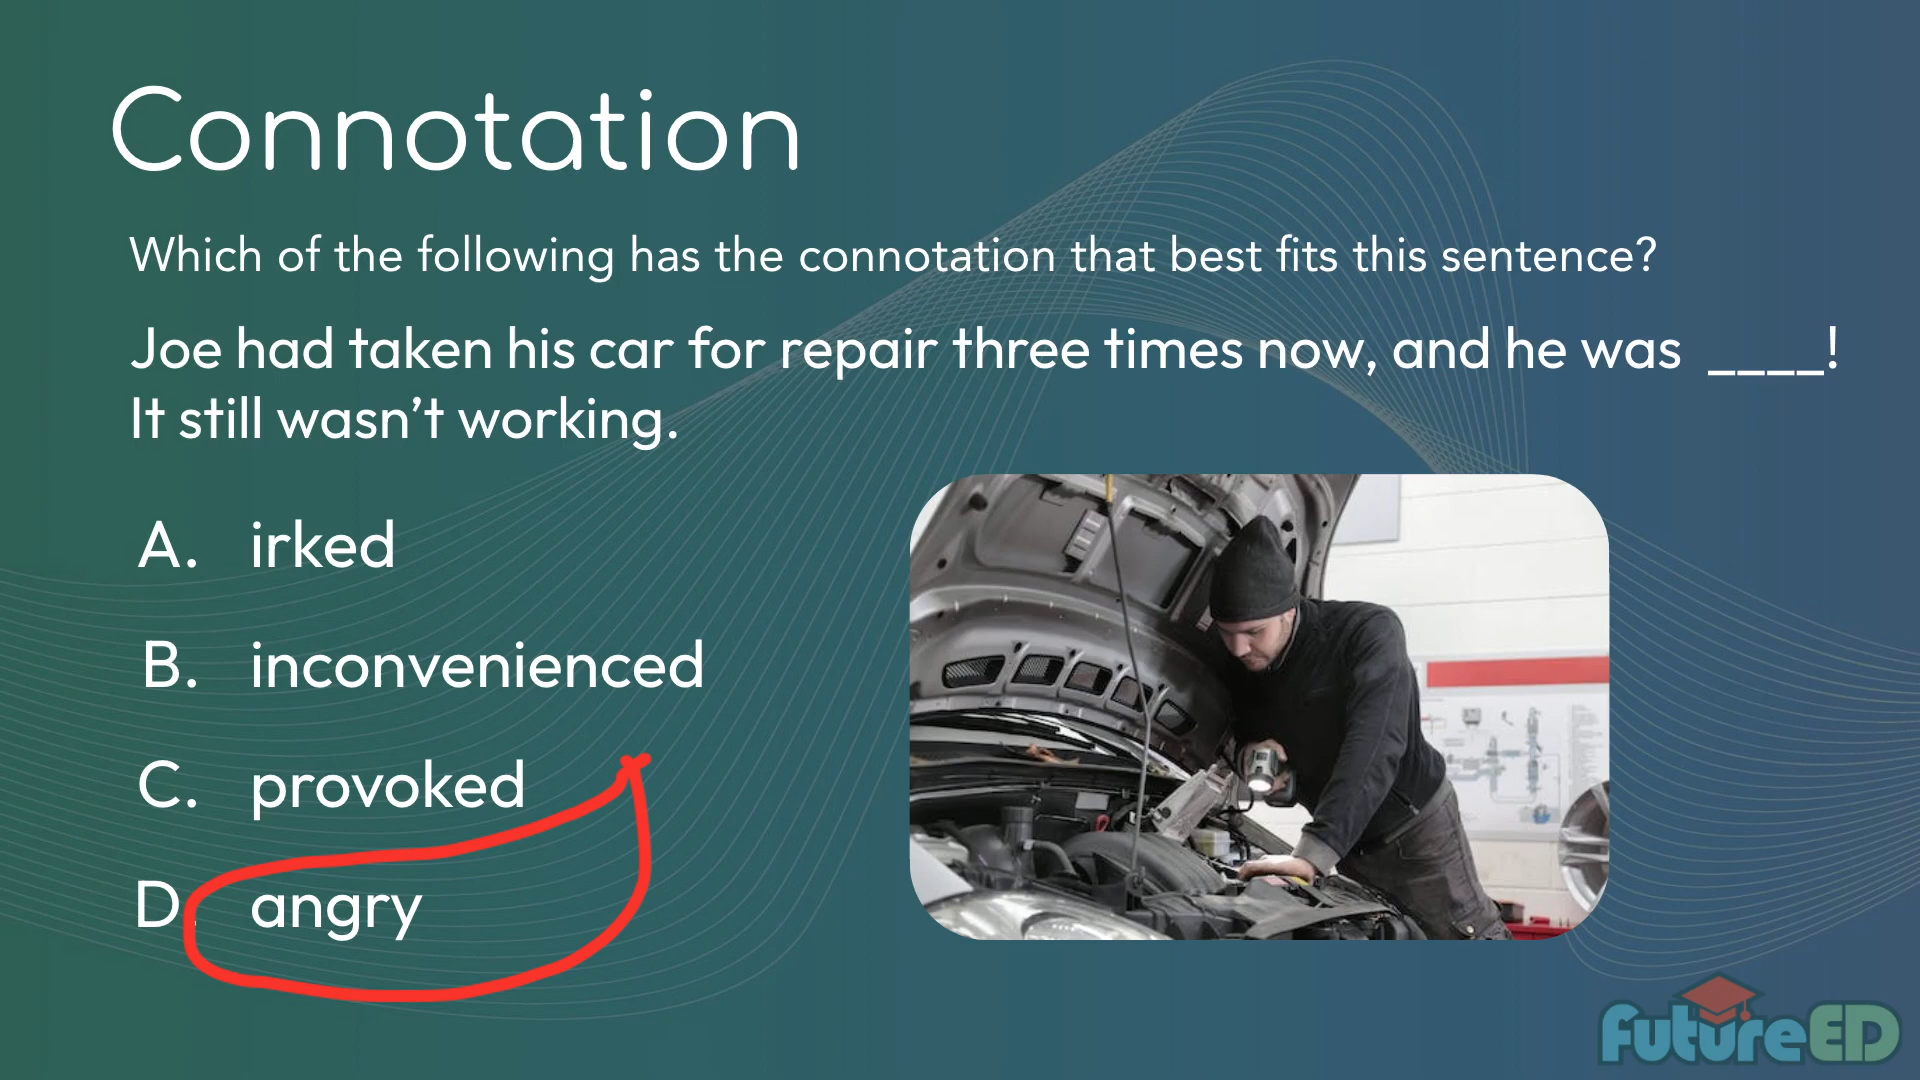 Connotation
Which of the following has the connotation that best fits this sentence?
Joe had taken his car for repair three times now, and he was ____!
It still wasn’t working.
A. irked
B. inconvenienced
C. provoked
D. angry
FutureED